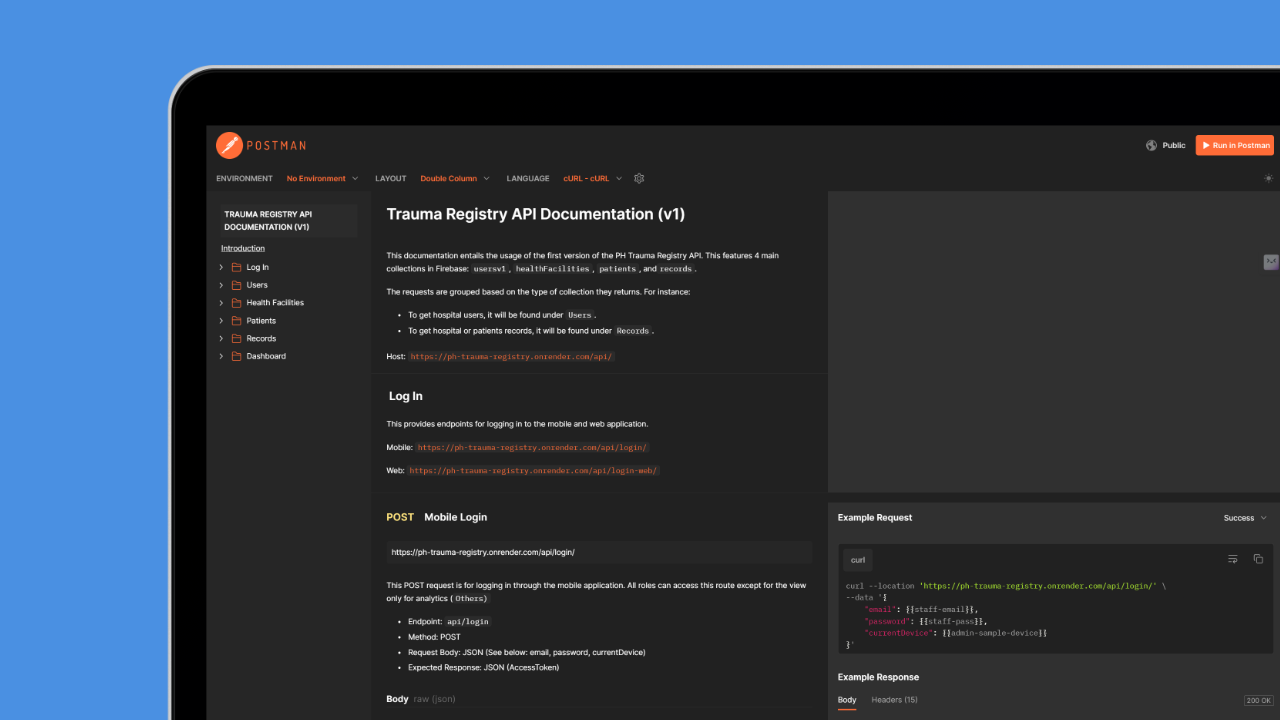 POSTMAN
Public
Run in Postman
ENVIRONMENT No Environment LAYOUT Double Column LANGUAGE cURL - cURL
TRAUMA REGISTRY API
DOCUMENTATION (V1)
Introduction
Log In
Users
Health Facilities
Patients
Records
Dashboard
Trauma Registry API Documentation (v1)
This documentation entails the usage of the first version of the PH Trauma Registry API. This features 4 main
collections in Firebase: usersv1, healthFacilities, patients, and records.
The requests are grouped based on the type of collection they returns. For instance:
• To get hospital users, it will be found under Users.
• To get hospital or patients records, it will be found under Records.
Host: https://ph-trauma-registry.onrender.com/api/
Log In
This provides endpoints for logging in to the mobile and web application.
Mobile: https://ph-trauma-registry.onrender.com/api/login/
Web: https://ph-trauma-registry.onrender.com/api/login-web/
POST Mobile Login
https://ph-trauma-registry.onrender.com/api/login/
This POST request is for logging in through the mobile application. All roles can access this route except for the view
only for analytics (Others)
• Endpoint: api/login
• Method: POST
• Request Body: JSON (See below: email, password, currentDevice)
• Expected Response: JSON (AccessToken)
Body raw (json)
Example Request
Success
curl
curl --location 'https://ph-trauma-registry.onrender.com/api/login/' \
--data '{
"email": {{staff-email}},
"password": {{staff-pass}},
"currentDevice": {{admin-sample-device}}
}'
Example Response
Body Headers (15)
200 OK